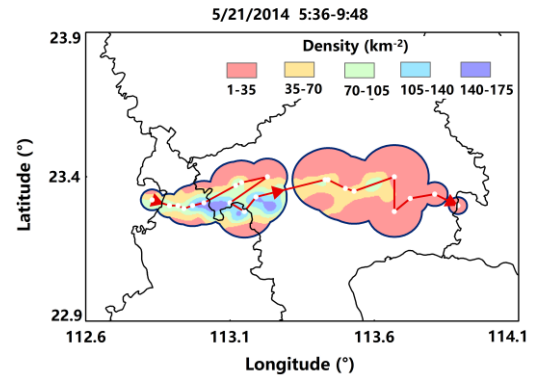 5/21/2014 5:36-9:48
23.9
Density (km-2)
1-35 35-70 70-105 105-140 140-175
Latitude (°)
23.4
22.9
112.6 113.1 113.6 114.1
Longitude (°)